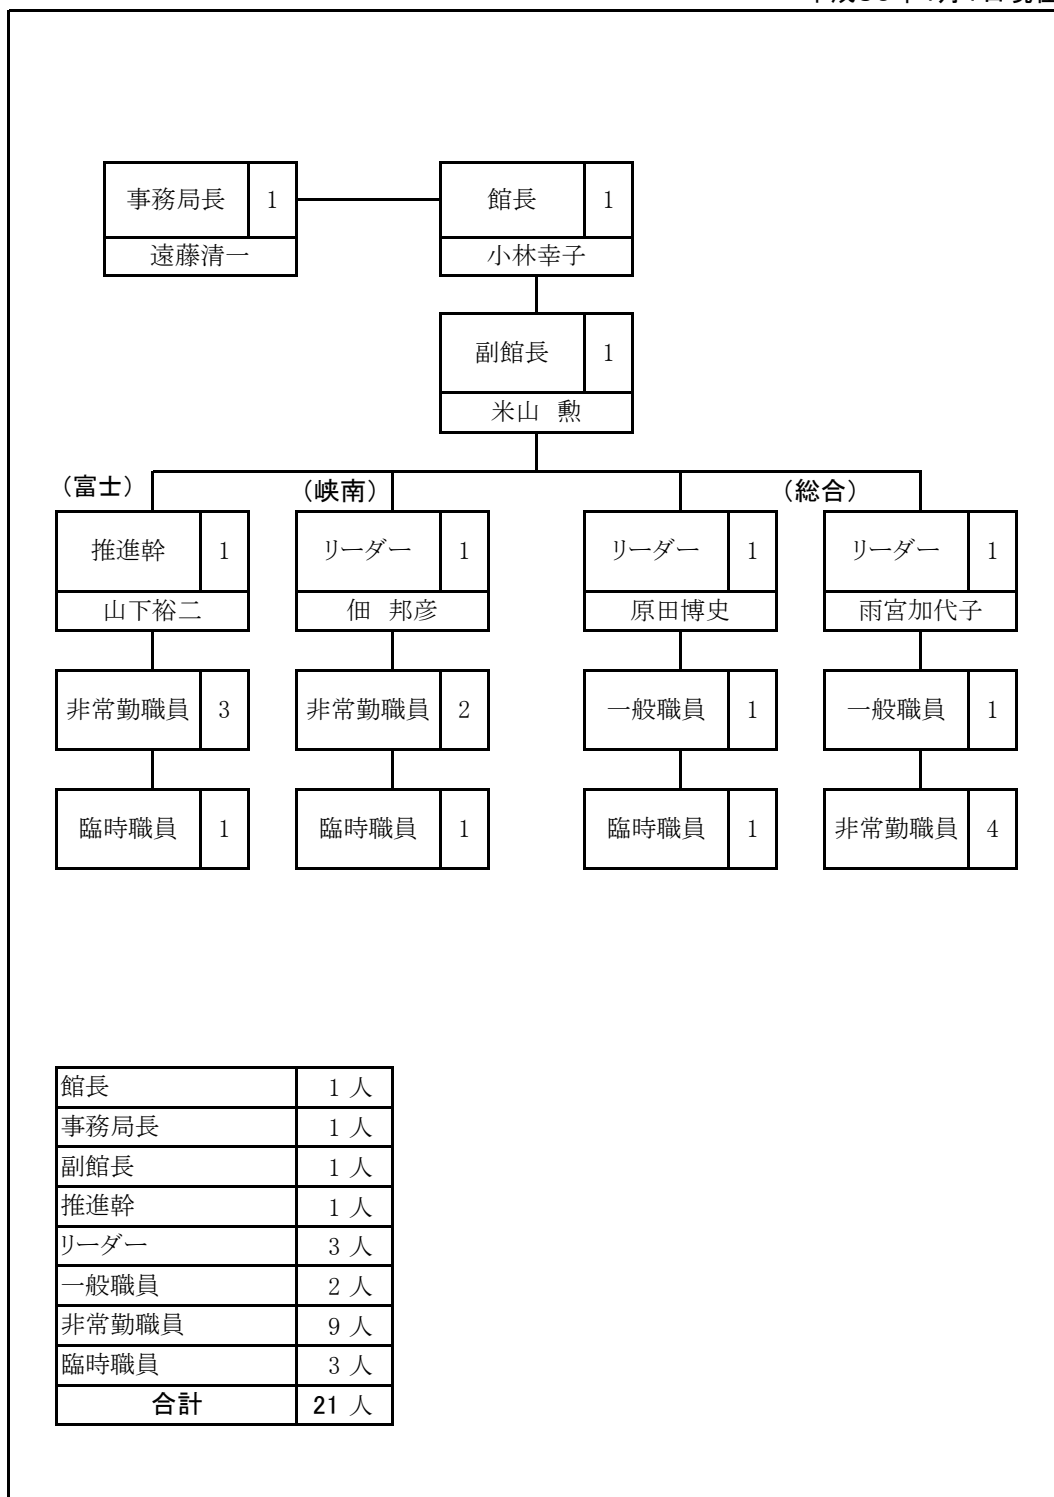 事務局長 1 館長 1
遠藤清一 小林幸子
副館長 1
米山 勲
（富士） （峡南） （総合）
推進幹 1 リーダー 1 リーダー 1 リーダー 1
山下裕二 佃 邦彦 原田博史 雨宮加代子
非常勤職員 3 非常勤職員 2 一般職員 1 一般職員 1
臨時職員 1 臨時職員 1 臨時職員 1 非常勤職員 4
館長 1 人
事務局長 1 人
副館長 1 人
推進幹 1 人
リーダー 3 人
一般職員 2 人
非常勤職員 9 人
臨時職員 3 人
合計 21 人